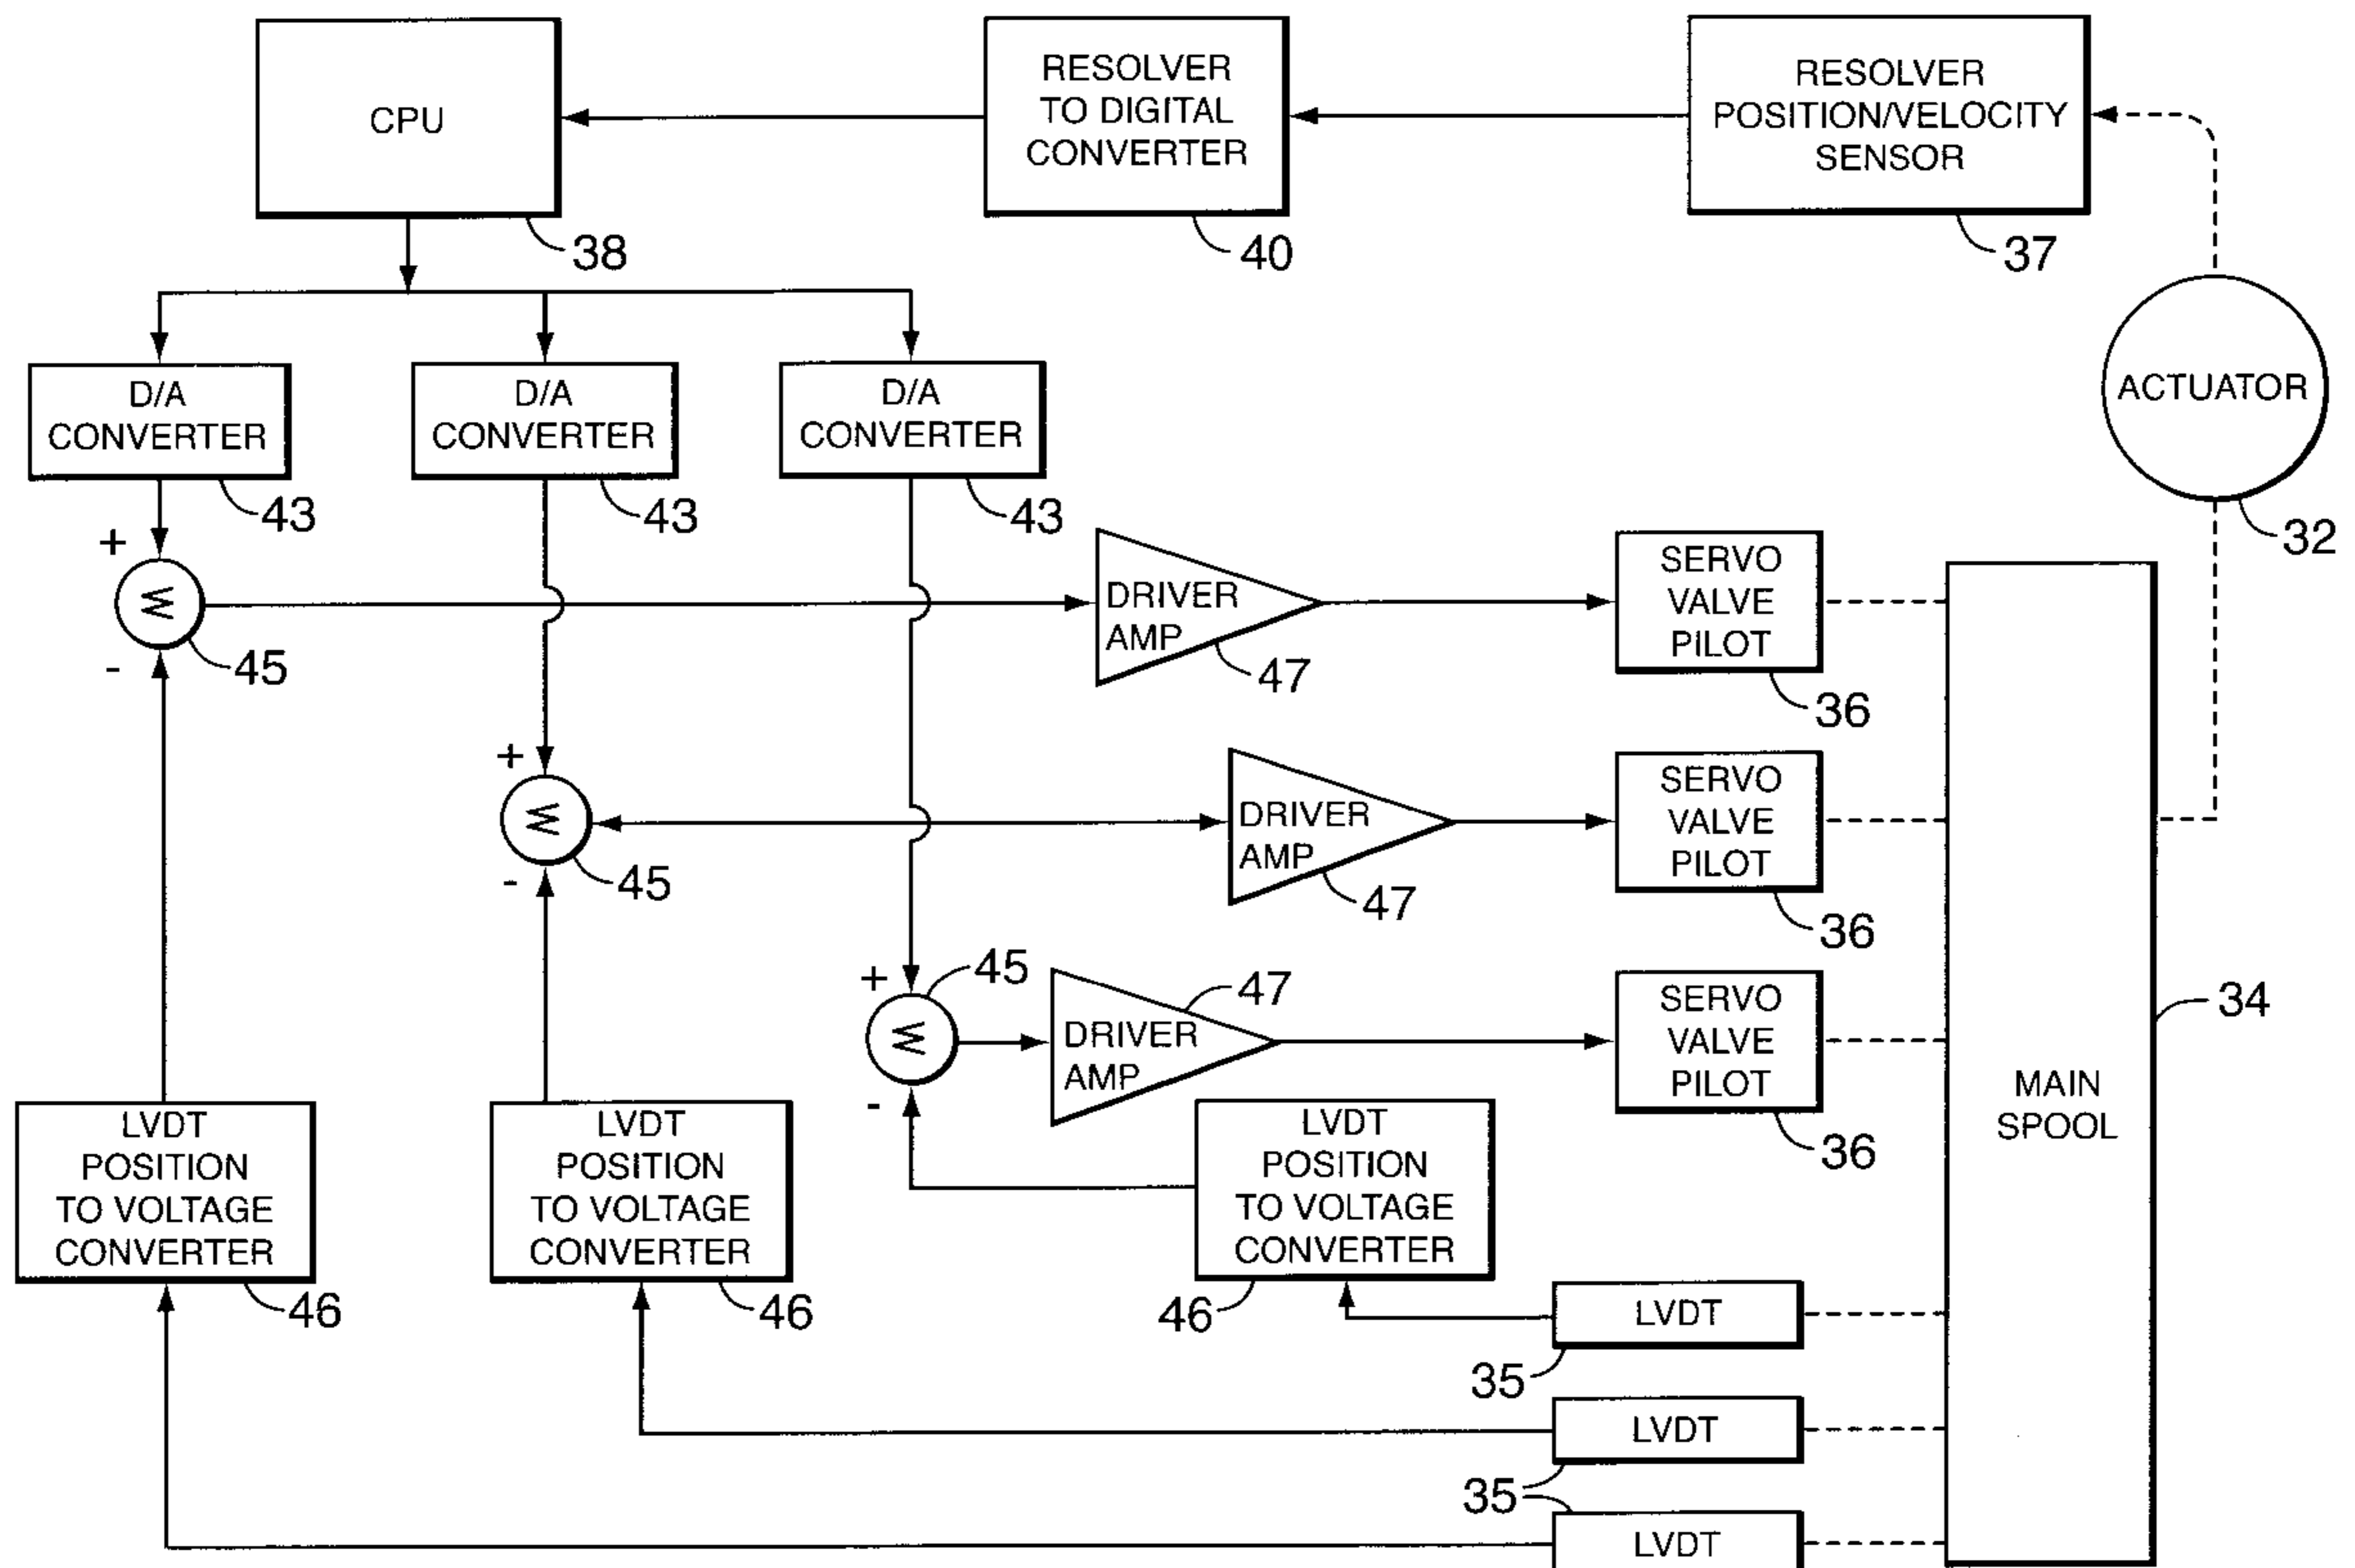 CPU
38
RESOLVER
TO DIGITAL
CONVERTER
40
RESOLVER
POSITION/VELOCITY
SENSOR
37
ACTUATOR
32
D/A
CONVERTER
43
D/A
CONVERTER
43
D/A
CONVERTER
43
+
W
-
45
DRIVER
AMP
47
SERVO
VALVE
PILOT
36
+
W
-
45
DRIVER
AMP
47
SERVO
VALVE
PILOT
36
+
W
-
45
DRIVER
AMP
47
SERVO
VALVE
PILOT
36
MAIN
SPOOL
34
LVDT
POSITION
TO VOLTAGE
CONVERTER
46
LVDT
POSITION
TO VOLTAGE
CONVERTER
46
LVDT
POSITION
TO VOLTAGE
CONVERTER
46
LVDT
35
LVDT
35
LVDT